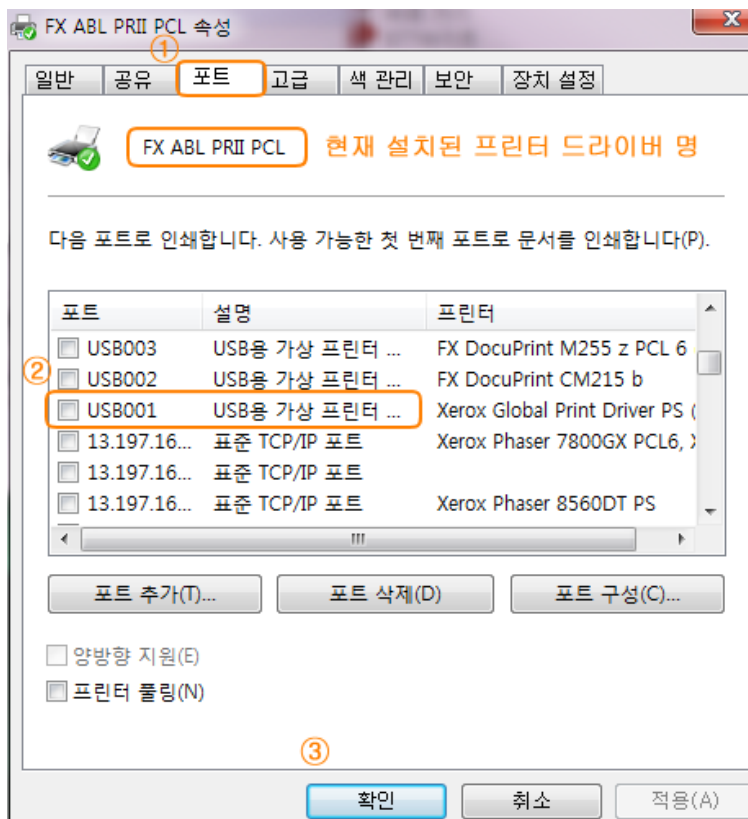 FX ABL PRII PCL 속성
①
일반 공유 포트 고급 색 관리 보안 장치 설정
FX ABL PRII PCL 현재 설치된 프린터 드라이버 명
다음 포트로 인쇄합니다. 사용 가능한 첫 번째 포트로 문서를 인쇄합니다(P).
포트 설명 프린터
USB003 USB용 가상 프린터 ... FX DocuPrint M255 z PCL 6
②
USB002 USB용 가상 프린터 ... FX DocuPrint CM215 b
USB001 USB용 가상 프린터 ... Xerox Global Print Driver PS (
13.197.16... 표준 TCP/IP 포트 Xerox Phaser 7800GX PCL6,
13.197.16... 표준 TCP/IP 포트
13.197.16... 표준 TCP/IP 포트 Xerox Phaser 8560DT PS
포트 추가(T)... 포트 삭제(D) 포트 구성(C)...
양방향 지원(E)
프린터 풀링(N)
③
확인 취소 적용(A)